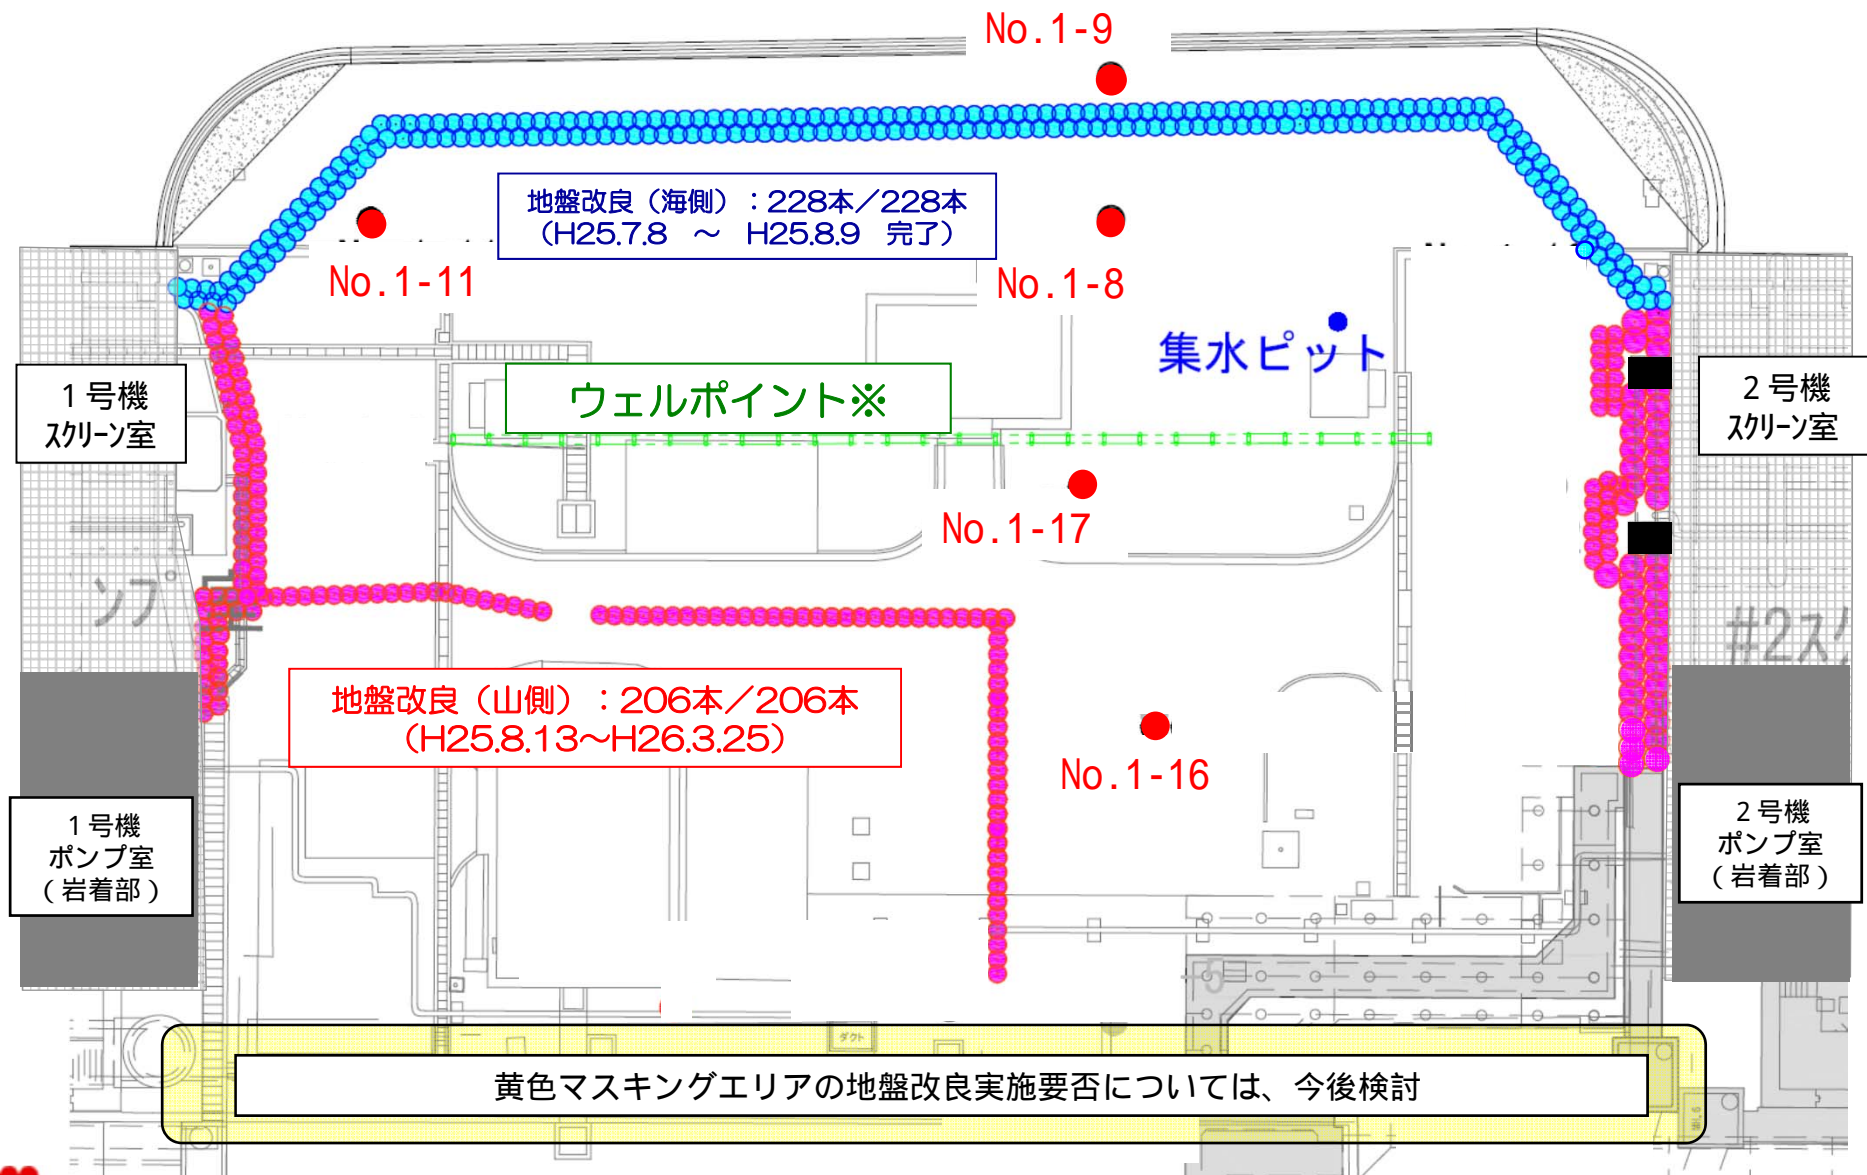 No.1-9
地盤改良（海側）：228本／228本
（H25.7.8　～　H25.8.9　完了）
No.1-11
No.1-8
集水ピット
1号機
スクリーン室
ウェルポイント※
2号機
スクリーン室
No.1-17
ンプ
#2ス
地盤改良（山側）：206本／206本
（H25.8.13～H26.3.25）
No.1-16
1号機
ポンプ室
（岩着部）
2号機
ポンプ室
（岩着部）
ダクト
黄色マスキングエリアの地盤改良実施要否については、今後検討